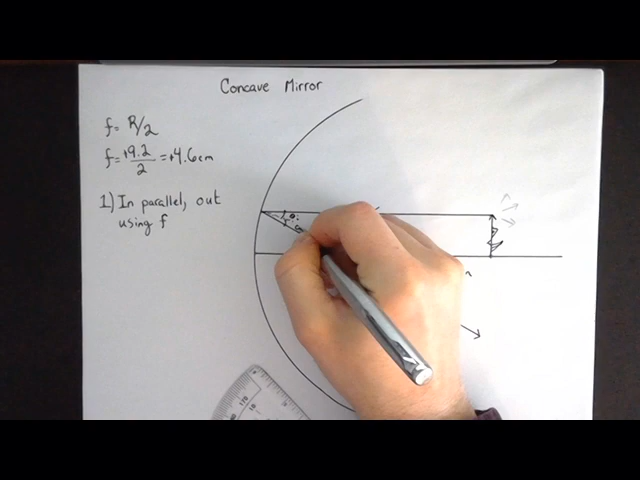 Concave Mirror
f = R/2
f = +9.2/2 = +4.6cm
1) In parallel, out
using f